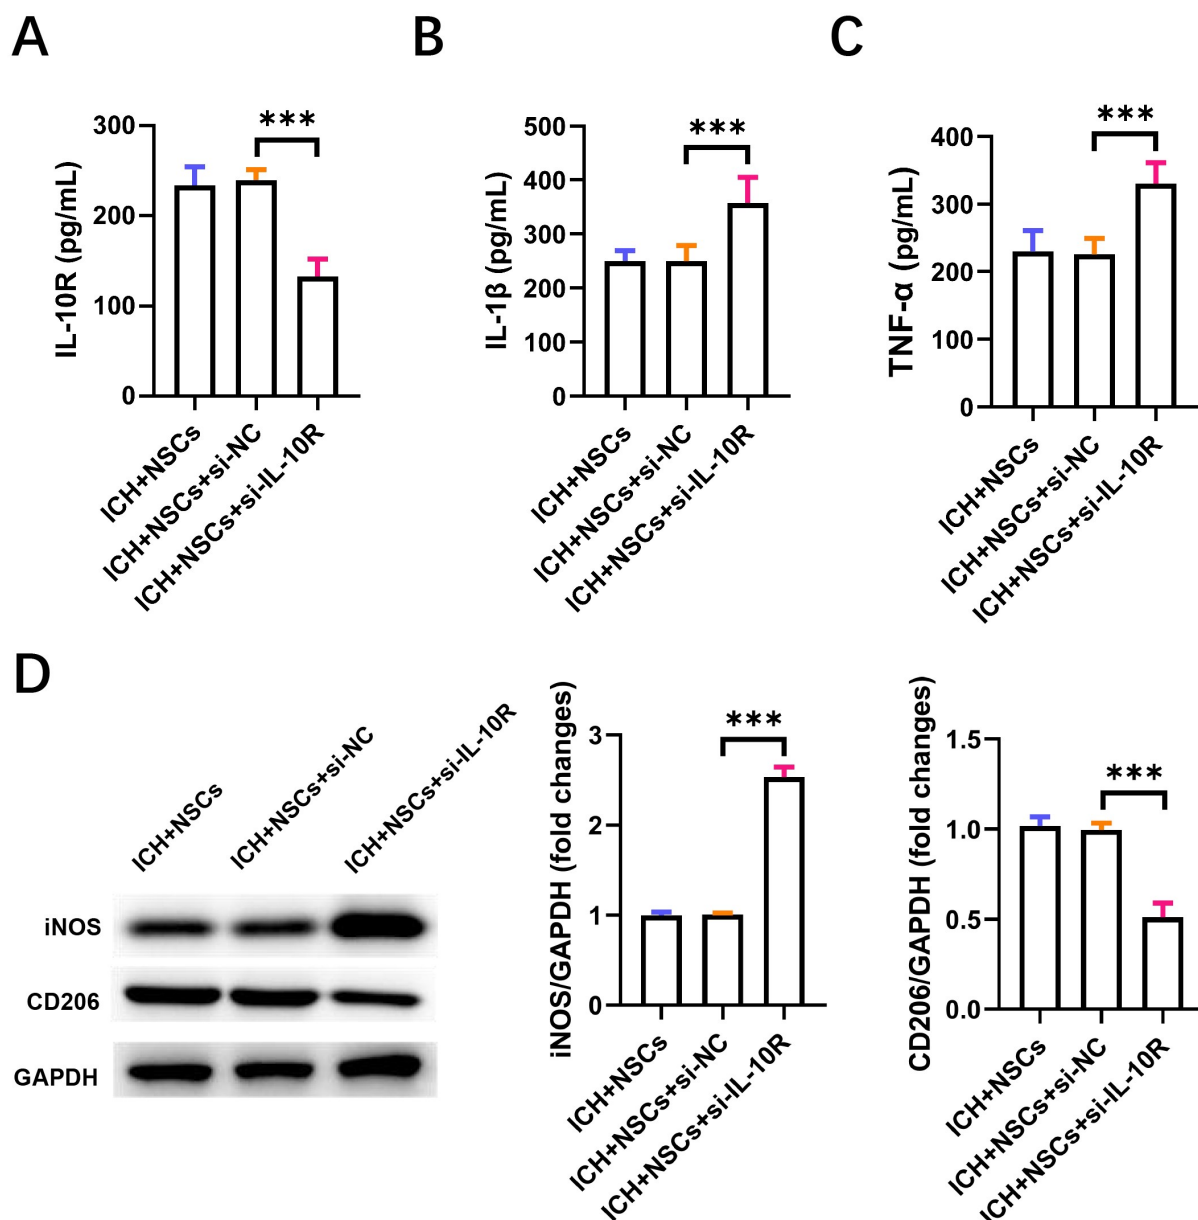 A
IL-10R (pg/mL)
300
200
100
0
***
ICH+NSCs
ICH+NSCs+si-NC
ICH+NSCs+si-IL-10R
B
IL-1β (pg/mL)
500
400
300
200
100
0
***
ICH+NSCs
ICH+NSCs+si-NC
ICH+NSCs+si-IL-10R
C
TNF-α (pg/mL)
400
300
200
100
0
***
ICH+NSCs
ICH+NSCs+si-NC
ICH+NSCs+si-IL-10R
D
ICH+NSCs
ICH+NSCs+si-NC
ICH+NSCs+si-IL-10R
iNOS
CD206
GAPDH
iNOS/GAPDH (fold changes)
3
2
1
0
***
ICH+NSCs
ICH+NSCs+si-NC
ICH+NSCs+si-IL-10R
CD206/GAPDH (fold changes)
1.5
1.0
0.5
0.0
***
ICH+NSCs
ICH+NSCs+si-NC
ICH+NSCs+si-IL-10R